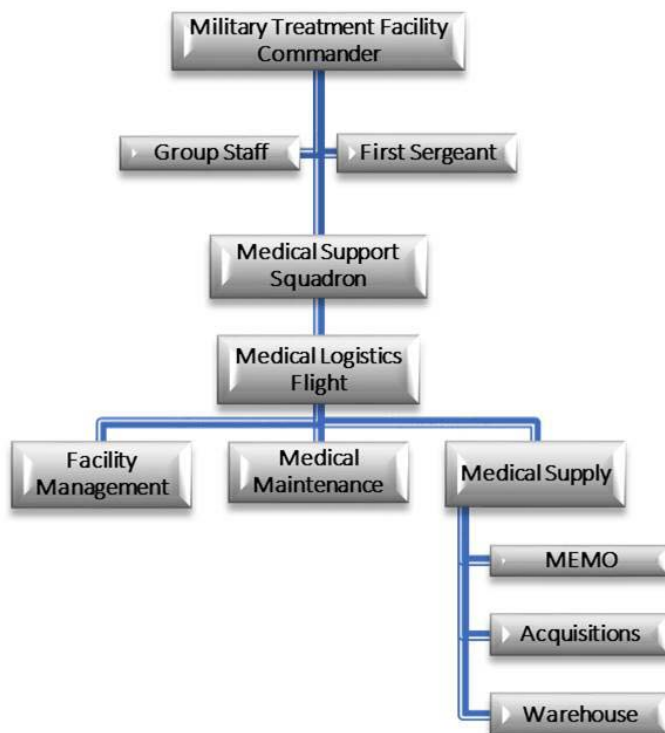 Military Treatment Facility
Commander
Group Staff
First Sergeant
Medical Support
Squadron
Medical Logistics
Flight
Facility
Management
Medical
Maintenance
Medical Supply
MEMO
Acquisitions
Warehouse